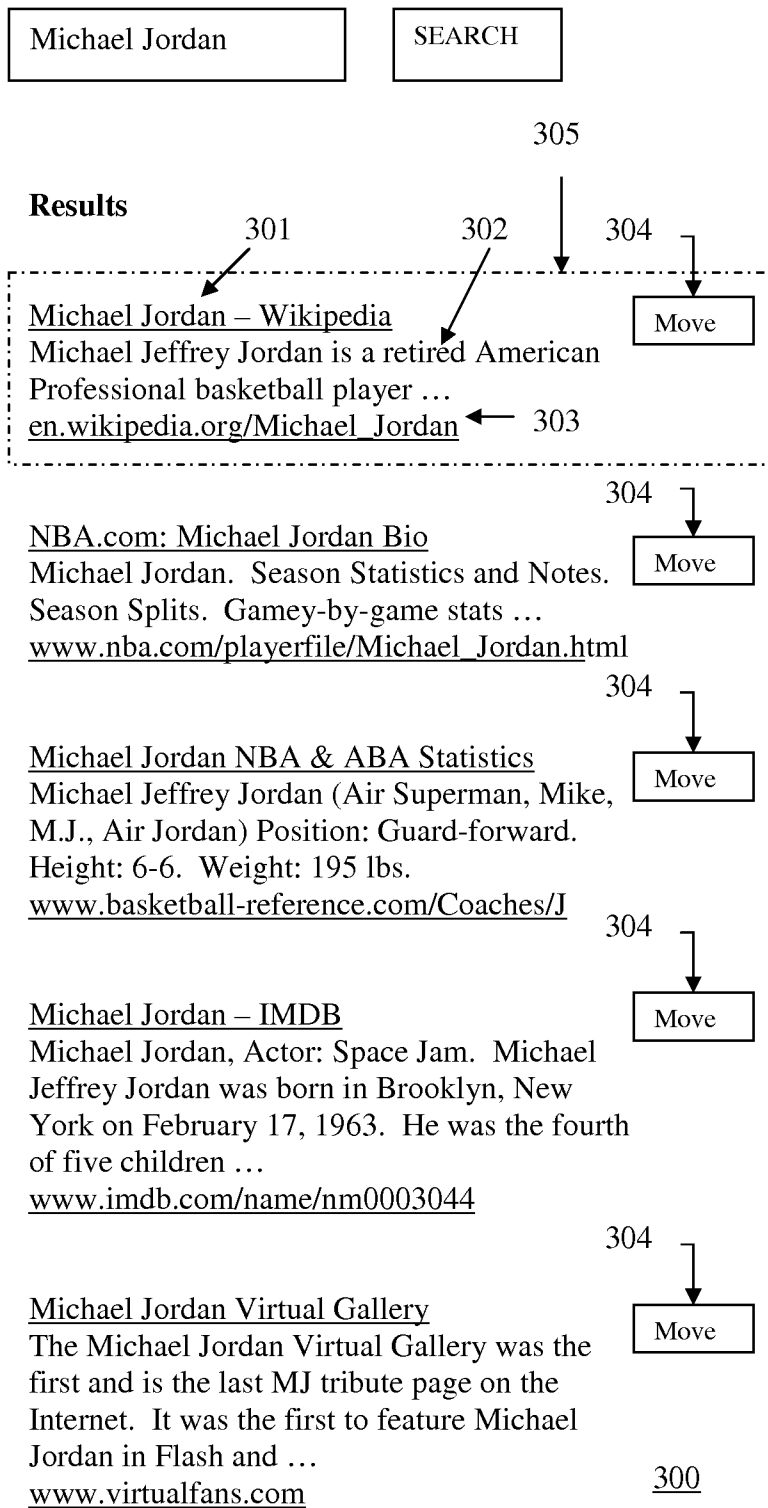 Michael Jordan SEARCH
305
Results
301 302 304
Michael Jordan – Wikipedia Move
Michael Jeffrey Jordan is a retired American
Professional basketball player …
en.wikipedia.org/Michael_Jordan 303
304
NBA.com: Michael Jordan Bio Move
Michael Jordan.  Season Statistics and Notes.
Season Splits.  Gamey-by-game stats …
www.nba.com/playerfile/Michael_Jordan.html
304
Michael Jordan NBA & ABA Statistics Move
Michael Jeffrey Jordan (Air Superman, Mike,
M.J., Air Jordan) Position: Guard-forward.
Height: 6-6.  Weight: 195 lbs.
www.basketball-reference.com/Coaches/J
304
Michael Jordan – IMDB Move
Michael Jordan, Actor: Space Jam.  Michael
Jeffrey Jordan was born in Brooklyn, New
York on February 17, 1963.  He was the fourth
of five children …
www.imdb.com/name/nm0003044
304
Michael Jordan Virtual Gallery Move
The Michael Jordan Virtual Gallery was the
first and is the last MJ tribute page on the
Internet.  It was the first to feature Michael
Jordan in Flash and …
www.virtualfans.com 300